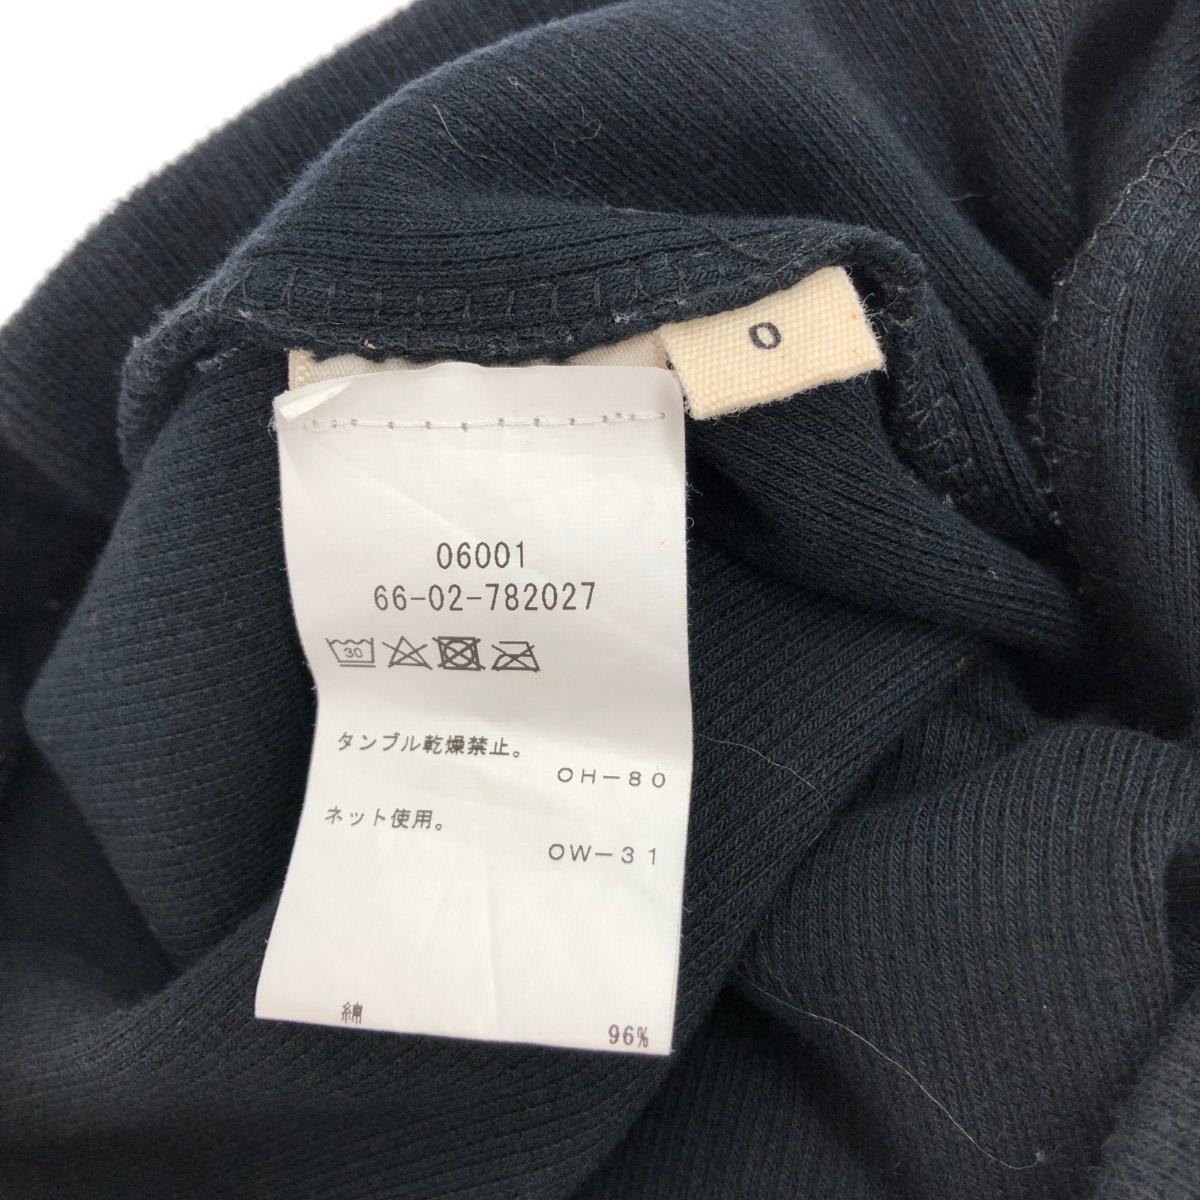 0
06001
66-02-782027
30
タンブル乾燥禁止。
OH-80
ネット使用。
OW-31
綿 96%